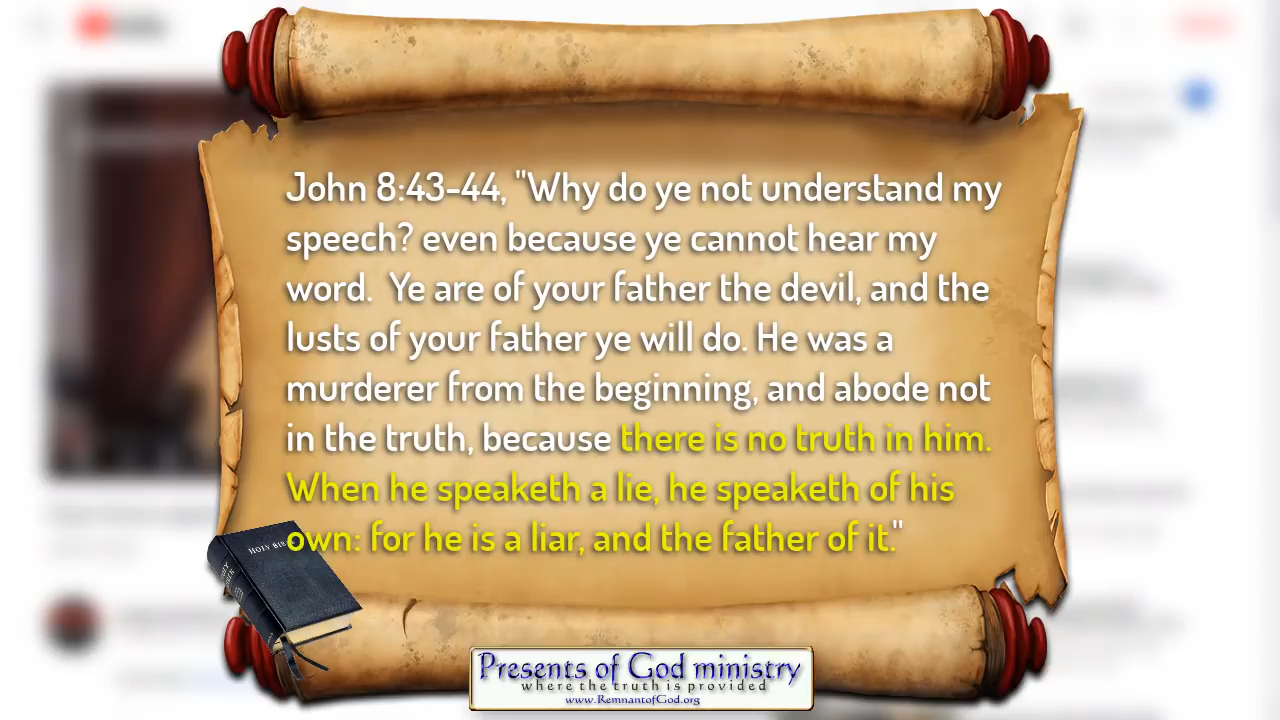 John 8:43-44, "Why do ye not understand my
speech? even because ye cannot hear my
word.  Ye are of your father the devil, and the
lusts of your father ye will do. He was a
murderer from the beginning, and abode not
in the truth, because there is no truth in him.
When he speaketh a lie, he speaketh of his
own: for he is a liar, and the father of it."
HOLY BIBLE
Presents of God ministry
where the truth is provided
www.RemnantofGod.org